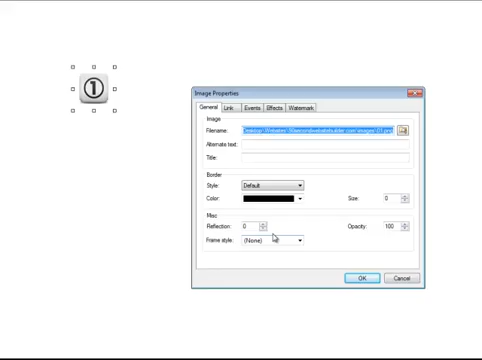 ①
Image Properties
General Link Events Effects Watermark
Image
Filename:
Alternate text:
Title:
Border
Style: Default
Color: Size: 0
Misc
Reflection: 0 Opacity: 100
Frame style: (None)
OK Cancel